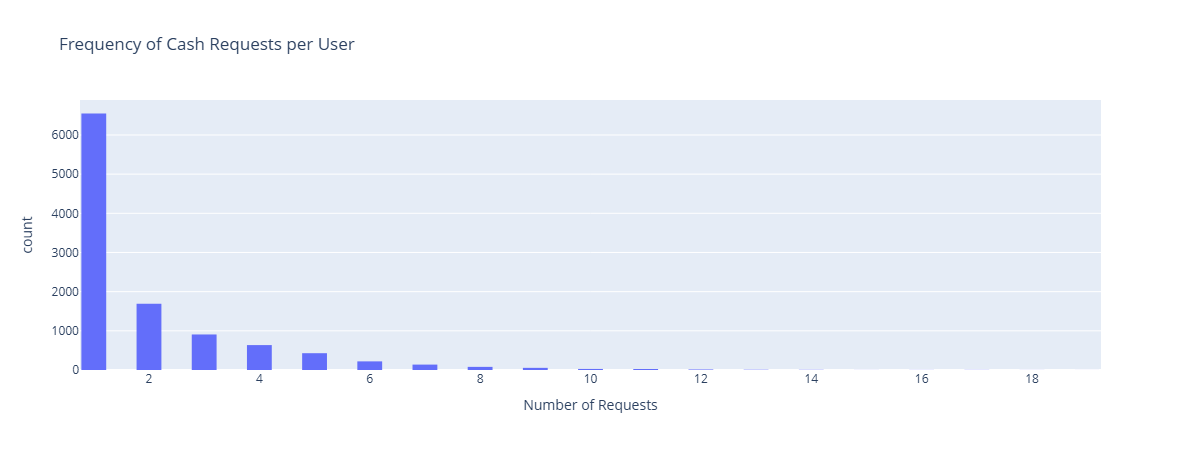 Frequency of Cash Requests per User
6000
5000
4000
3000
2000
1000
0
count
2 4 6 8 10 12 14 16 18
Number of Requests